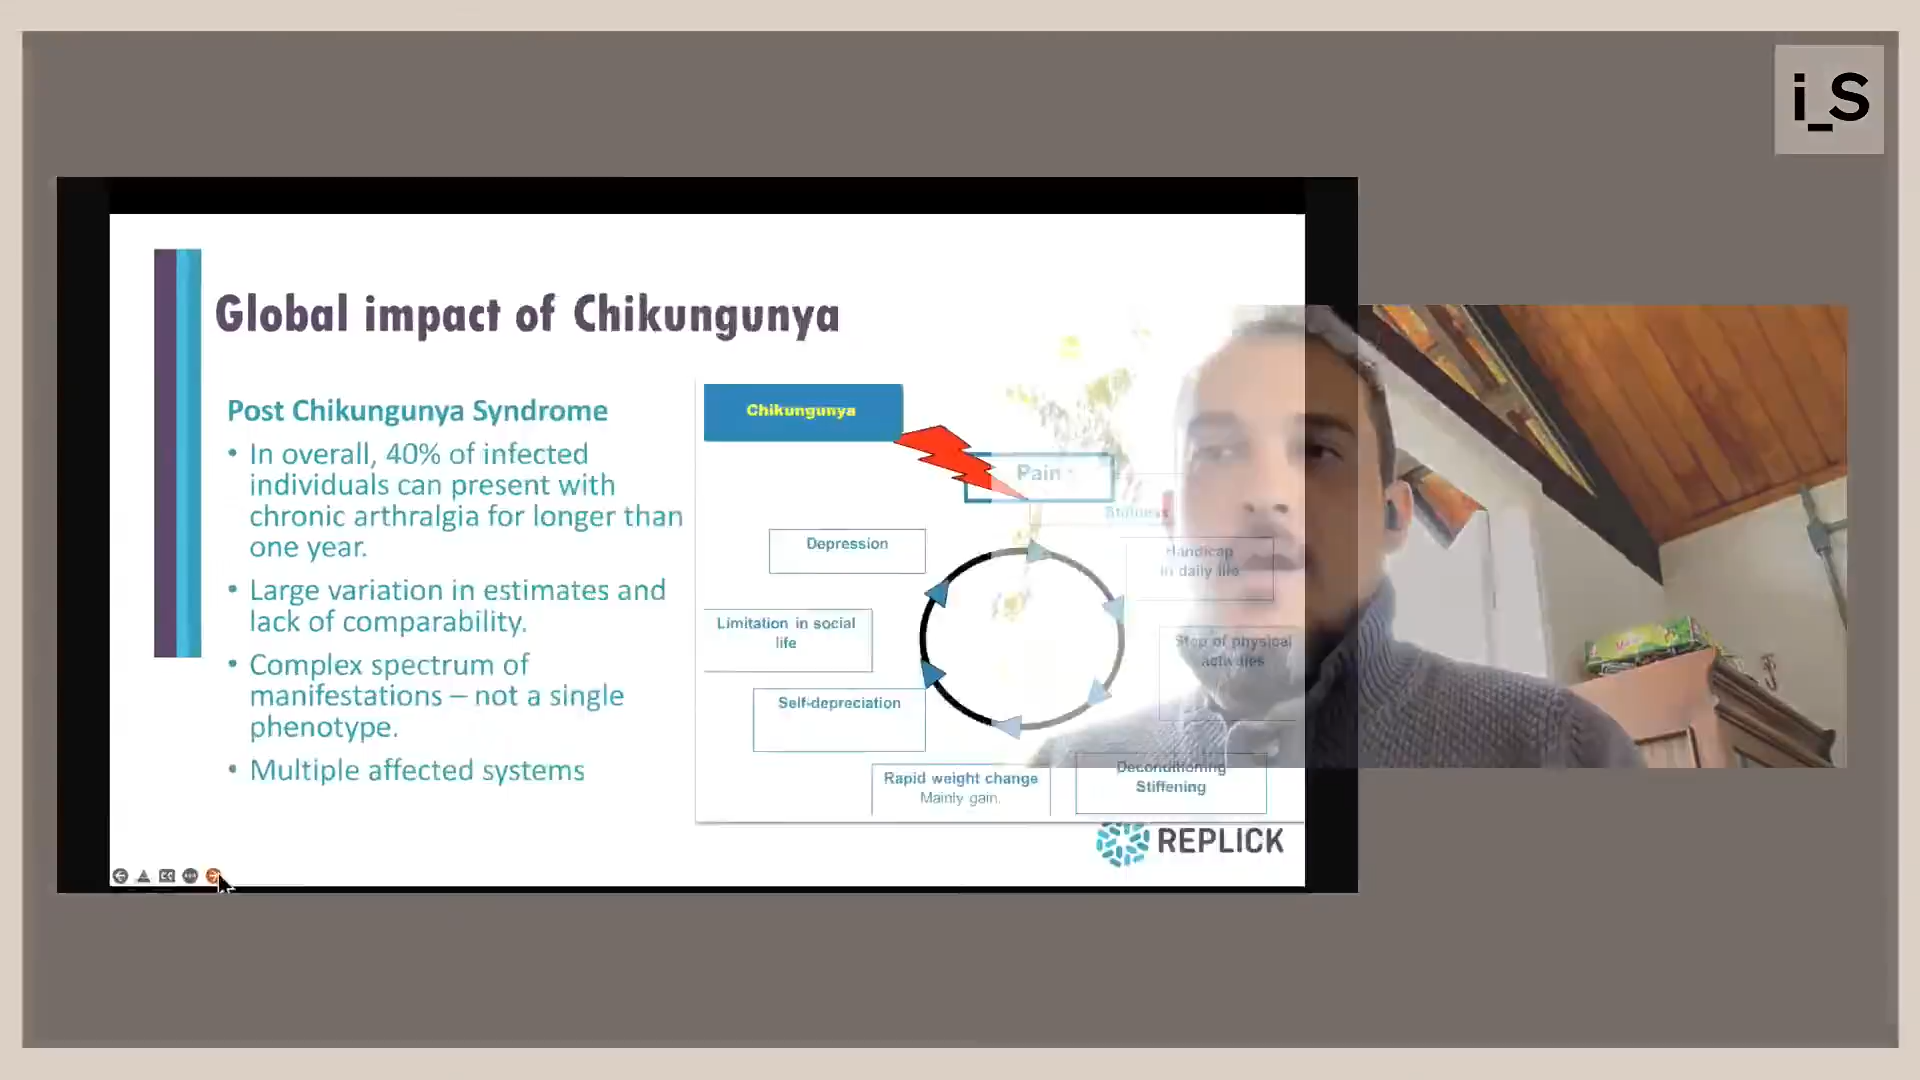 i_S
Global impact of Chikungunya
Post Chikungunya Syndrome
• In overall, 40% of infected
individuals can present with
chronic arthralgia for longer than
one year.
• Large variation in estimates and
lack of comparability.
• Complex spectrum of
manifestations – not a single
phenotype.
• Multiple affected systems
Chikungunya
Pain
Stiffness
Handicap
in daily life
Stop of physical
activities
Deconditioning
Stiffening
Rapid weight change
Mainly gain.
Self-depreciation
Limitation in social
life
Depression
REPLICK
CC